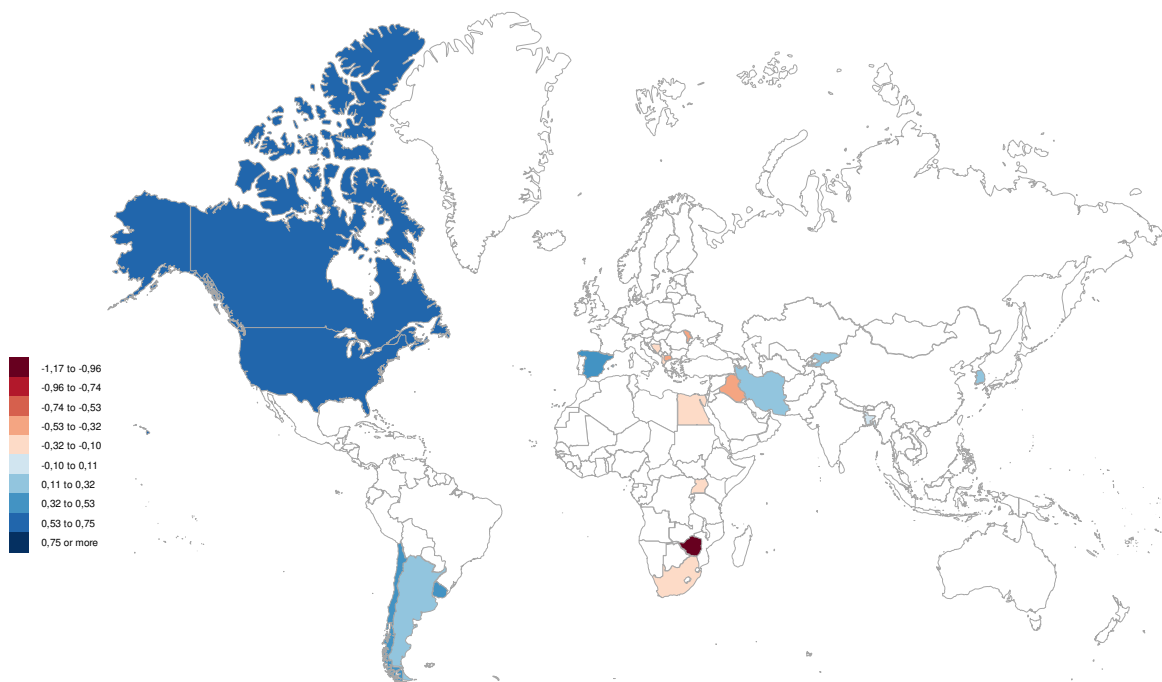 -1,17 to -0,96
-0,96 to -0,74
-0,74 to -0,53
-0,53 to -0,32
-0,32 to -0,10
-0,10 to 0,11
0,11 to 0,32
0,32 to 0,53
0,53 to 0,75
0,75 or more